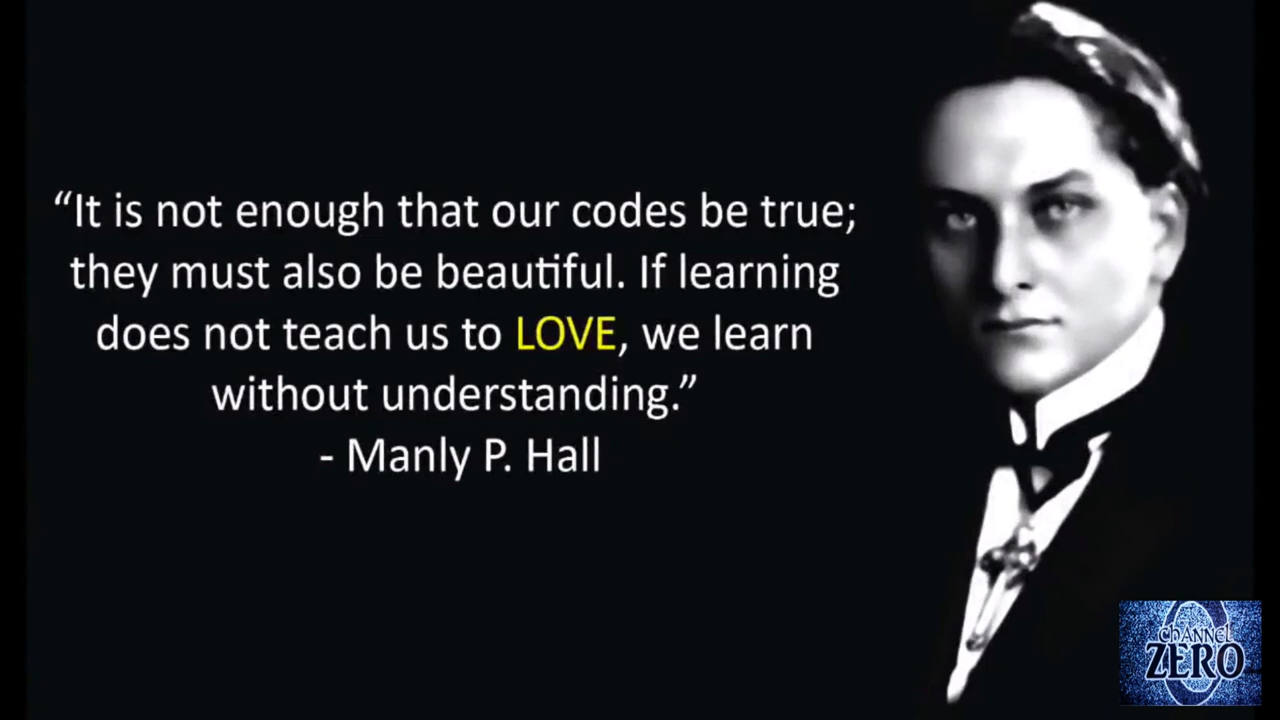 “It is not enough that our codes be true;
they must also be beautiful. If learning
does not teach us to LOVE, we learn
without understanding.”
- Manly P. Hall
chANNel
ZERO